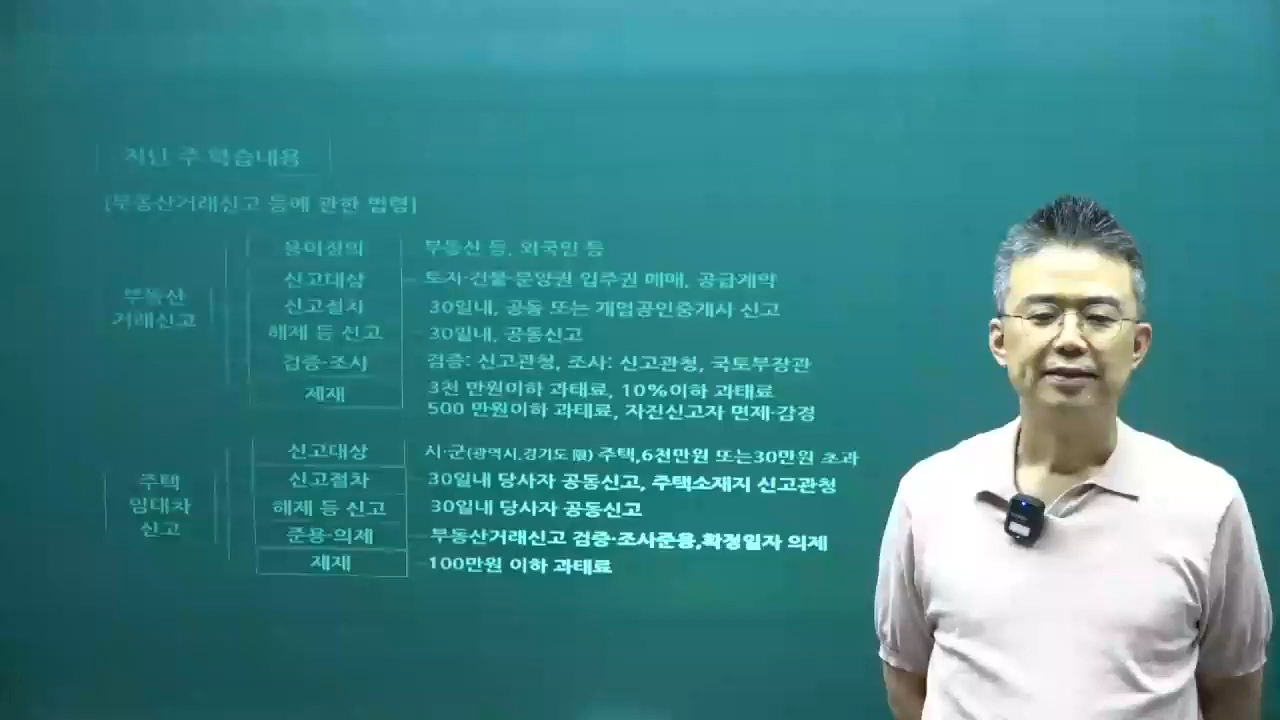 지난 주 학습내용
[부동산거래신고 등에 관한 법령]
부동산
거래신고
용어정의 부동산 등, 외국인 등
신고대상 토지·건물·분양권 입주권 매매, 공급계약
신고절차 30일내, 공동 또는 개업공인중개사 신고
해제 등 신고 30일내, 공동신고
검증·조사 검증: 신고관청, 조사: 신고관청, 국토부장관
제재 3천 만원이하 과태료, 10%이하 과태료
500 만원이하 과태료, 자진신고자 면제·감경
주택
임대차
신고
신고대상 시·군(광역시,경기도 限) 주택,6천만원 또는30만원 초과
신고절차 30일내 당사자 공동신고, 주택소재지 신고관청
해제 등 신고 30일내 당사자 공동신고
준용·의제 부동산거래신고 검증·조사준용,확정일자 의제
제재 100만원 이하 과태료